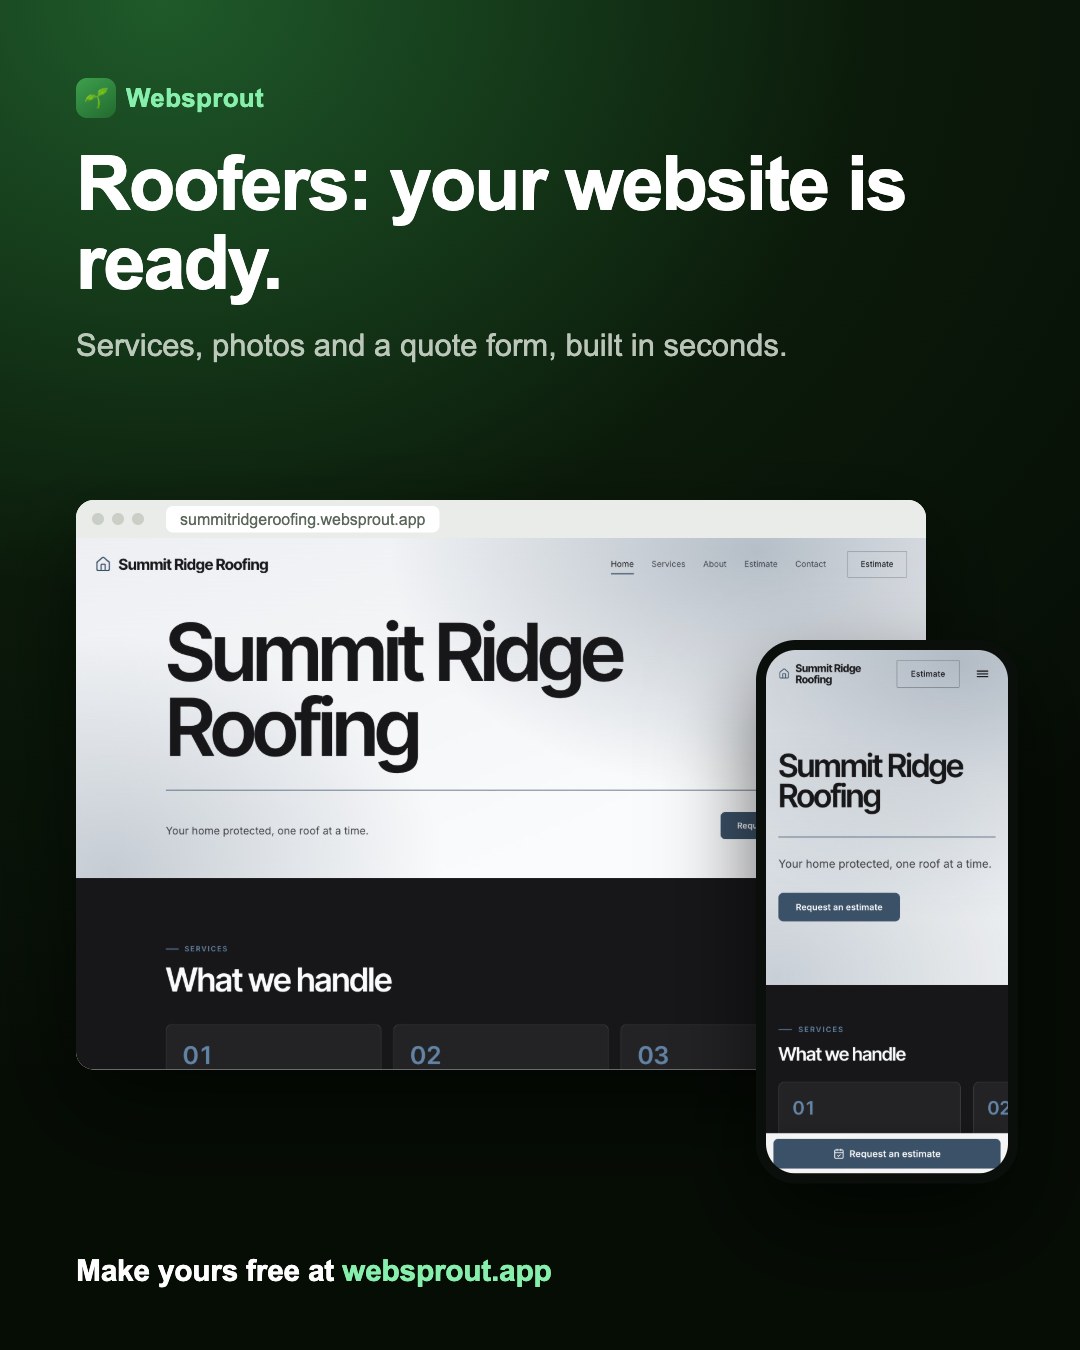 Websprout
Roofers: your website is
ready.
Services, photos and a quote form, built in seconds.
summitridgeroofing.websprout.app
Summit Ridge Roofing
Home Services About Estimate Contact Estimate
Summit Ridge
Roofing
Your home protected, one roof at a time.
SERVICES
What we handle
01 02 03
Summit Ridge
Roofing
Estimate
Summit Ridge
Roofing
Your home protected, one roof at a time.
Request an estimate
SERVICES
What we handle
01 02
Request an estimate
Make yours free at websprout.app